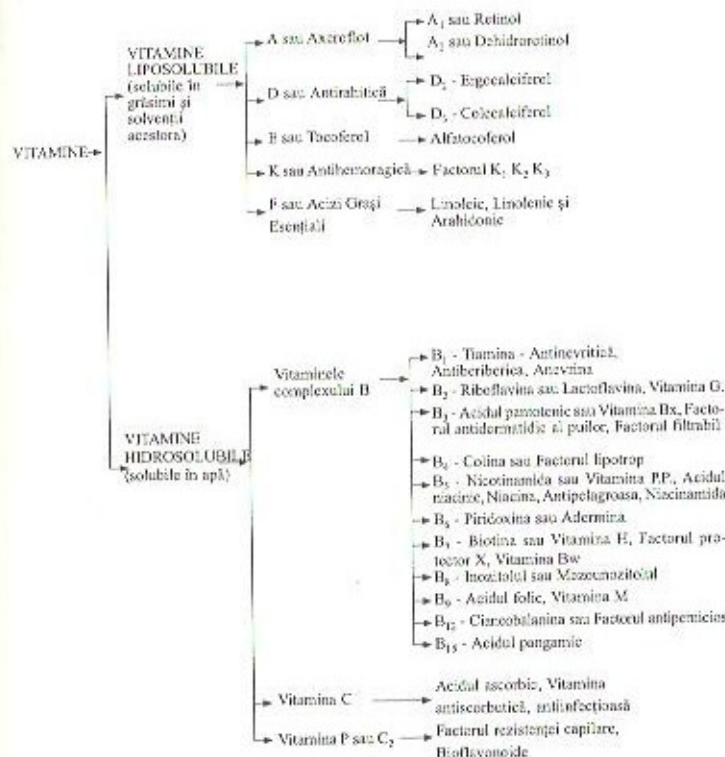 VITAMINE
VITAMINE
LIPOSOLUBILE
(solubile în
grăsimi și
solvenții
acestora)
A sau Axeroftol
A1 sau Retinol
A2 sau Dehidroretinol
D sau Antirahitică
D2 - Ergocalciferol
D3 - Colecalciferol
E sau Tocoferol
Alfatocoferol
K sau Antihemoragică
Factorul K1 K2 K3
F sau Acizi Grași
Esențiali
Linoleic, Linolenic și
Arahidonic
VITAMINE
HIDROSOLUBILE
(solubile în apă)
Vitaminele
complexului B
B1 - Tiamina - Antinevritică,
Antiberiberica, Anevrina
B2 - Riboflavina sau Lactoflavina, Vitamina G.
B3 - Acidul pantotenic sau Vitamina Bx, Facto-
rul antidermatidic al puilor, Factorul filtrabil
B4 - Colina sau Factorul lipotrop
B5 - Nicotinamida sau Vitamina P.P., Acidul
niacinic, Niacina, Antipelagroasa, Niacinamida
B6 - Piridoxina sau Adermina
B7 - Biotina sau Vitamina H, Factorul pro-
tector X, Vitamina Bw
B8 - Inozitolul sau
B9 - Acidul folic, Vitamina M
B12 - sau Factorul antipernicios
B15 - Acidul pangamic
Vitamina C
Acidul ascorbic, Vitamina
antiscorbutică, antiinfecțioasă
Vitamina P sau C2
Factorul rezistenței capilare,
Bioflavonoide